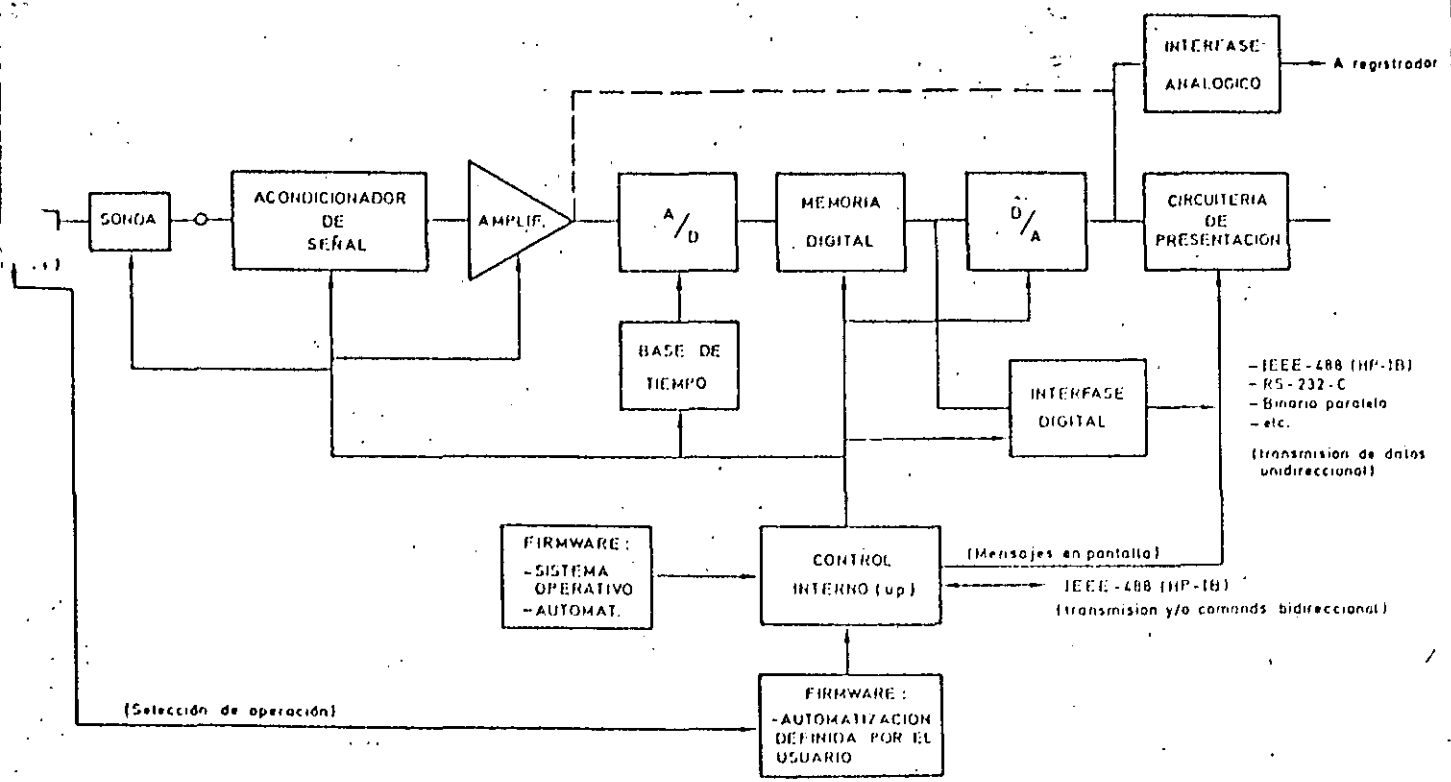 INTERFASE
ANALOGICO
A registrador
SONDA
ACONDICIONADOR
DE
SEÑAL
AMPLIF.
A/D
MEMORIA
DIGITAL
D/A
CIRCUITERIA
DE
PRESENTACION
BASE DE
TIEMPO
INTERFASE
DIGITAL
- IEEE-488 (HP-IB)
- RS-232-C
- Binario paralelo
- etc.
(transmision de datos
unidireccional)
FIRMWARE :
- SISTEMA
OPERATIVO
- AUTOMAT.
CONTROL
INTERNO (up)
(Mensajes en pantalla)
IEEE-488 (HP-IB)
(transmision y/o comands bidireccional)
(Selección de operación)
FIRMWARE :
- AUTOMATIZACION
DEFINIDA POR EL
USUARIO